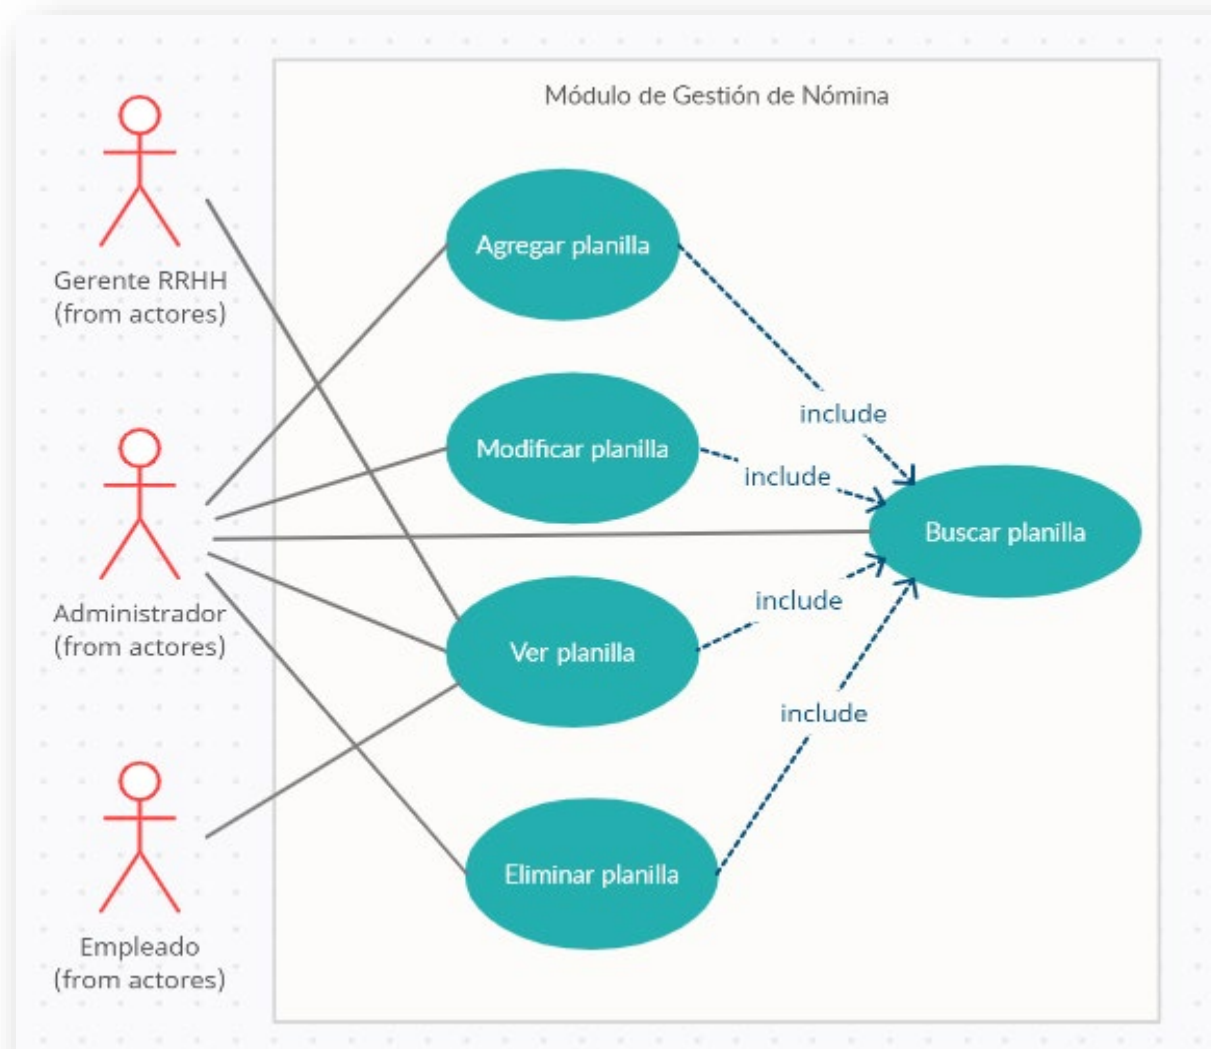 Módulo de Gestión de Nómina
Gerente RRHH
(from actores)
Agregar planilla
include
Modificar planilla
include
Buscar planilla
Administrador
(from actores)
include
Ver planilla
include
Eliminar planilla
Empleado
(from actores)